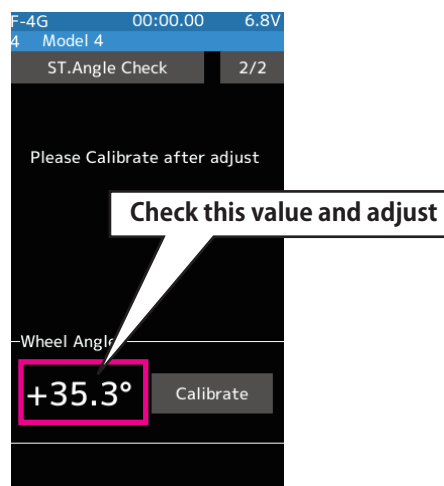 F-4G 00:00.00 6.8V
4 Model 4
ST.Angle Check 2/2
Please Calibrate after adjust
Check this value and adjust
Wheel Angle
+35.3° Calibrate